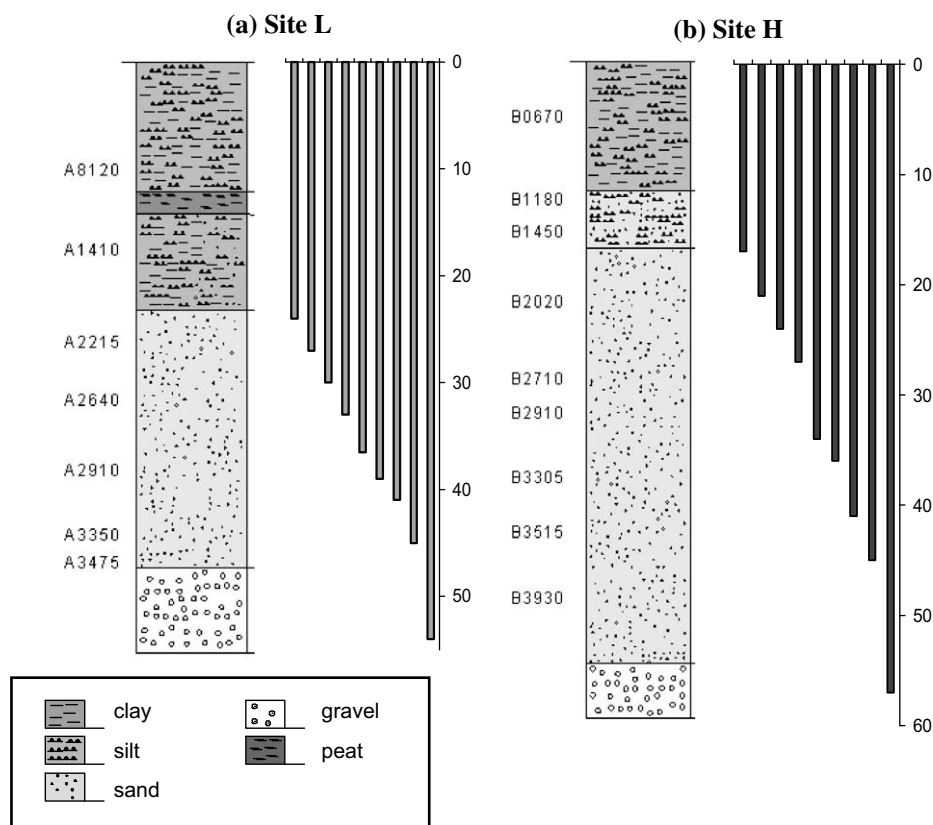 (a) Site L
0
10
20
30
40
50
A8120
A1410
A2215
A2640
A2910
A3350
A3475
(b) Site H
0
10
20
30
40
50
60
B0670
B1180
B1450
B2020
B2710
B2910
B3305
B3515
B3930
clay
silt
sand
gravel
peat